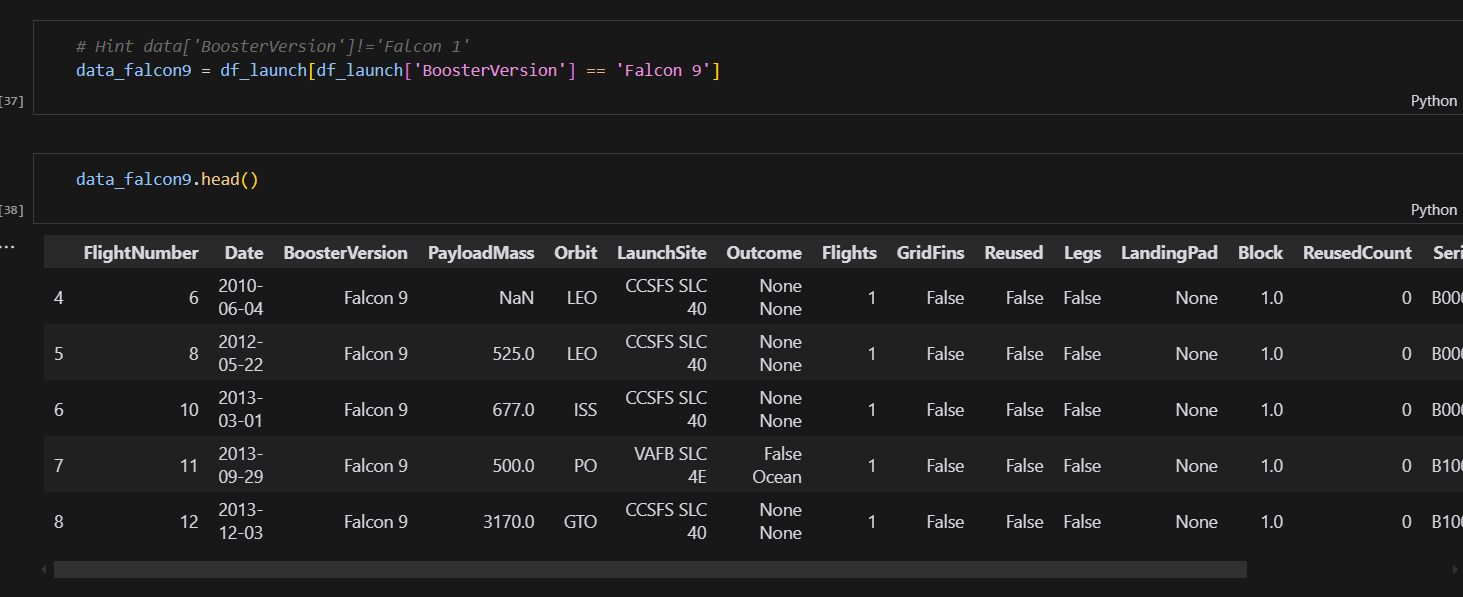 # Hint data['BoosterVersion']!='Falcon 1'
data_falcon9 = df_launch[df_launch['BoosterVersion'] == 'Falcon 9']
[37]
Python
data_falcon9.head()
[38]
Python
...
FlightNumber Date BoosterVersion PayloadMass Orbit LaunchSite Outcome Flights GridFins Reused Legs LandingPad Block ReusedCount
4 6 2010-06-04 Falcon 9 NaN LEO CCSFS SLC 40 None None 1 False False False None 1.0 0
5 8 2012-05-22 Falcon 9 525.0 LEO CCSFS SLC 40 None None 1 False False False None 1.0 0
6 10 2013-03-01 Falcon 9 677.0 ISS CCSFS SLC 40 None None 1 False False False None 1.0 0
7 11 2013-09-29 Falcon 9 500.0 PO VAFB SLC 4E False Ocean 1 False False False None 1.0 0
8 12 2013-12-03 Falcon 9 3170.0 GTO CCSFS SLC 40 None None 1 False False False None 1.0 0